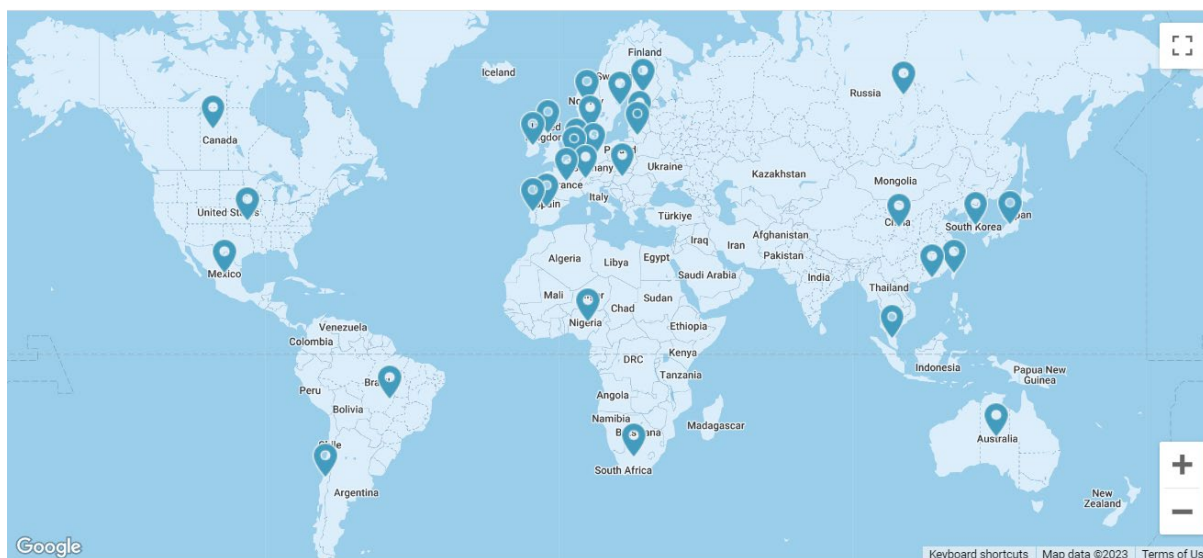 Finland
Iceland
Russia
Canada
Ukraine
Kazakhstan
Mongolia
Italy
United States
Türkiye
South Korea
Afghanistan
Iraq
Iran
Pakistan
Algeria
Libya
Egypt
Saudi Arabia
India
Mexico
Thailand
Mali
Chad
Sudan
Nigeria
Ethiopia
Venezuela
Colombia
DRC
Kenya
Indonesia
Papua New
Guinea
Tanzania
Peru
Bolivia
Angola
Namibia
Madagascar
Australia
South Africa
Argentina
New
Zealand
Google
Keyboard shortcuts
Map data ©2023
Terms of